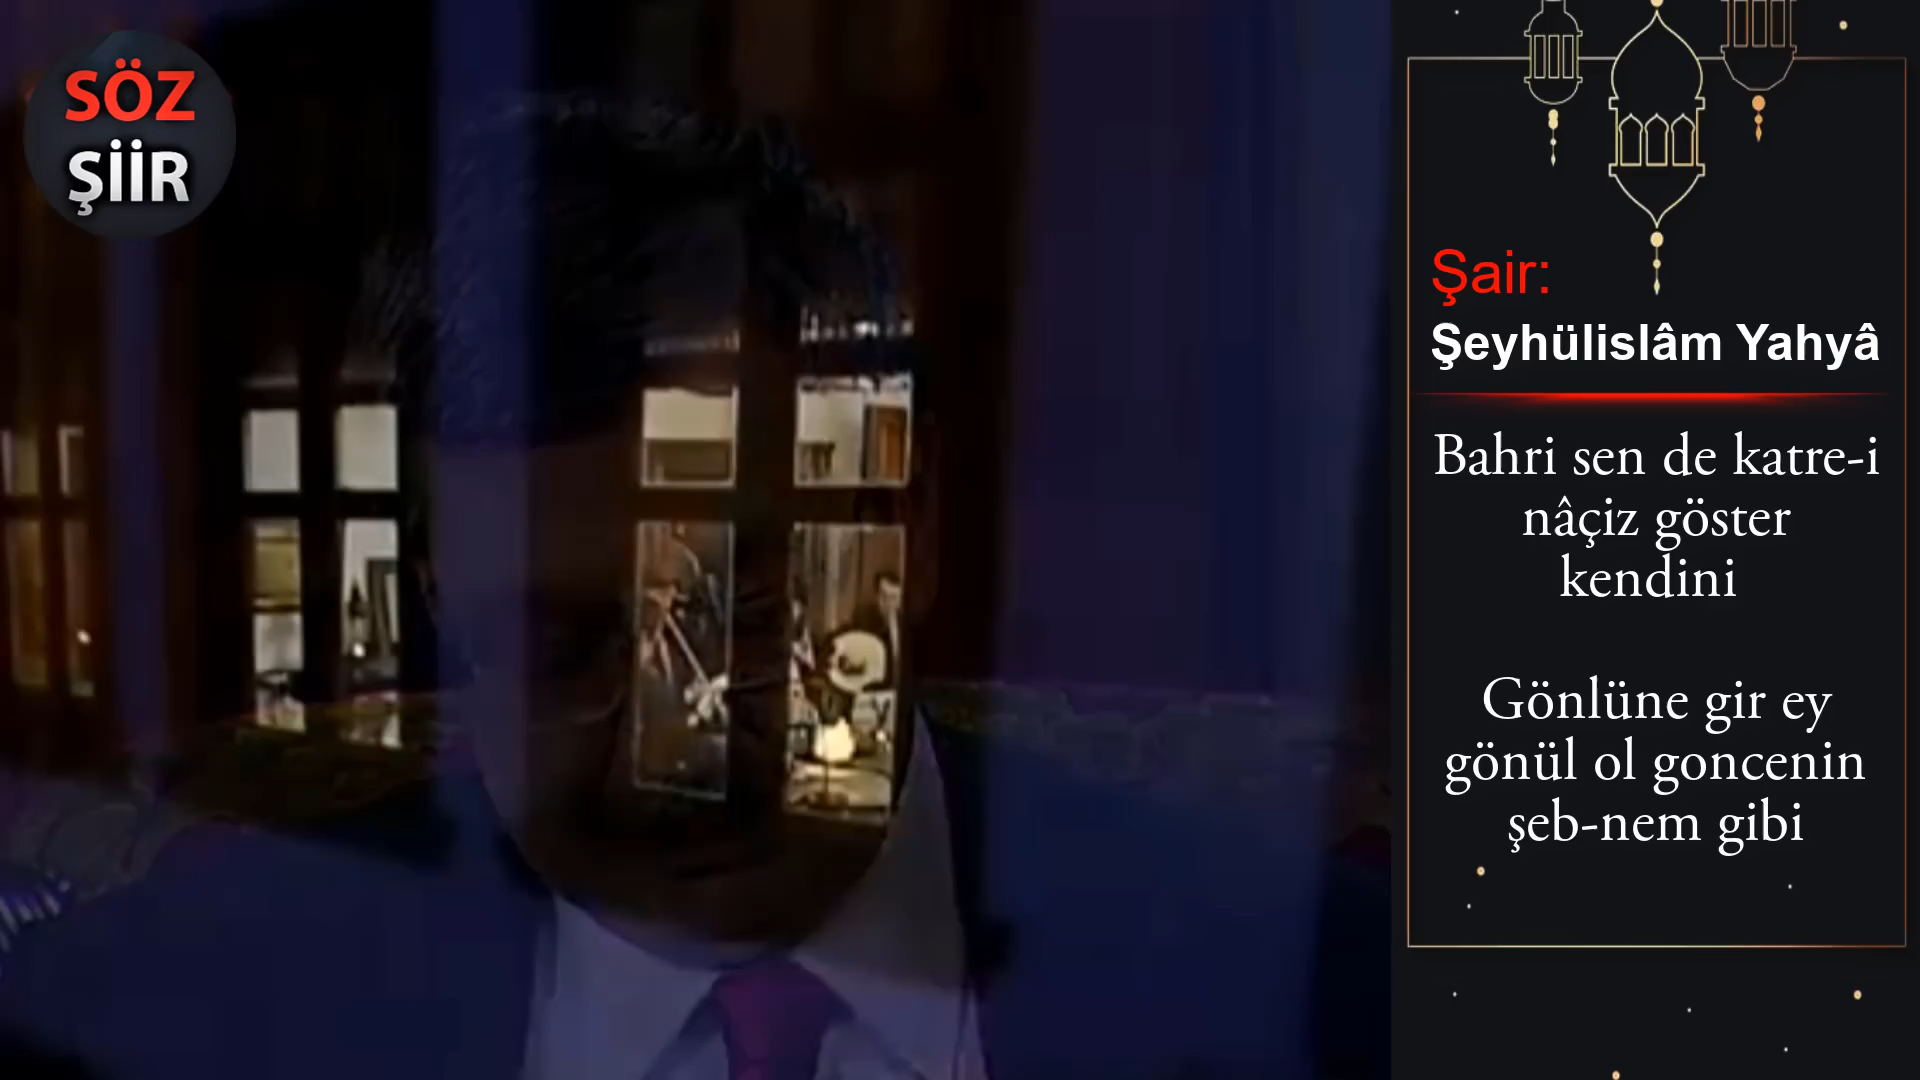 SÖZ
ŞİİR
Şair:
Şeyhülislâm Yahyâ
Bahri sen de katre-i
nâçiz göster
kendini
Gönlüne gir ey
gönül ol goncenin
şeb-nem gibi